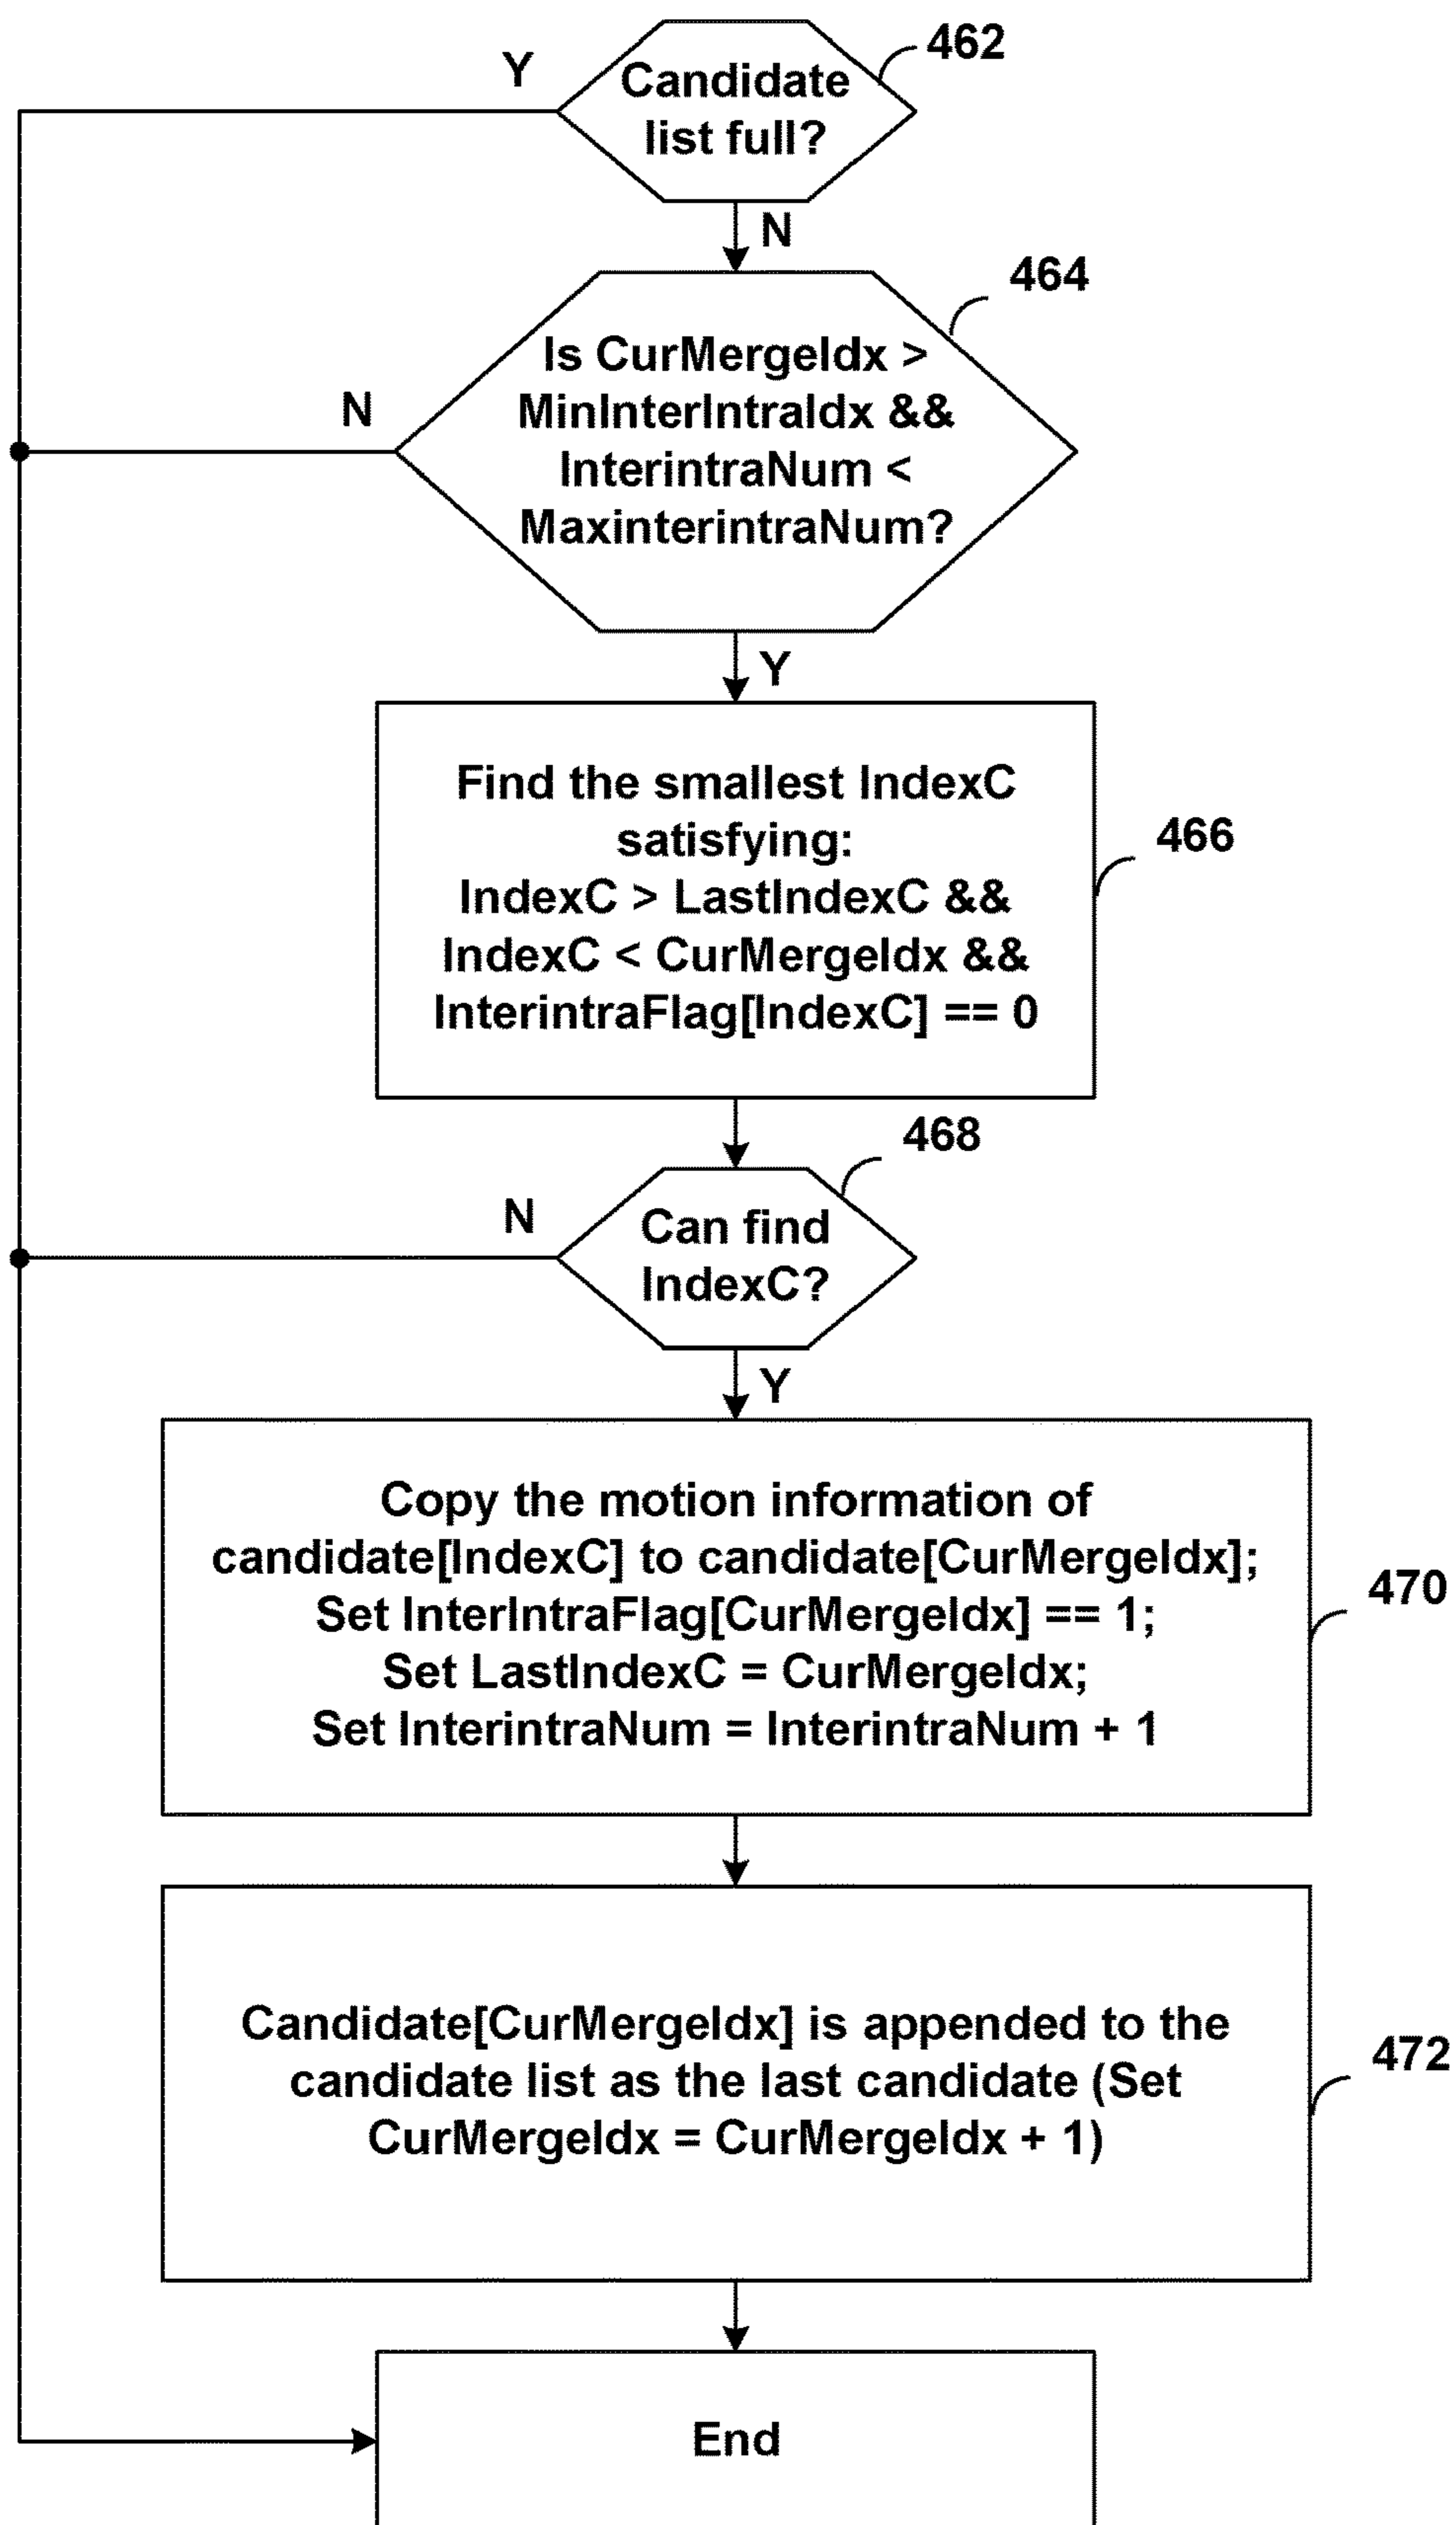 462
Y
Candidate
list full?
N
464
Is CurMergeIdx >
MinInterIntraIdx &&
InterintraNum <
MaxinterintraNum?
N
Y
Find the smallest IndexC
satisfying:
IndexC > LastIndexC &&
IndexC < CurMergeIdx &&
InterintraFlag[IndexC] == 0
466
468
N
Can find
IndexC?
Y
Copy the motion information of
candidate[IndexC] to candidate[CurMergeIdx];
Set InterIntraFlag[CurMergeIdx] == 1;
Set LastIndexC = CurMergeIdx;
Set InterintraNum = InterintraNum + 1
470
Candidate[CurMergeIdx] is appended to the
candidate list as the last candidate (Set
CurMergeIdx = CurMergeIdx + 1)
472
End